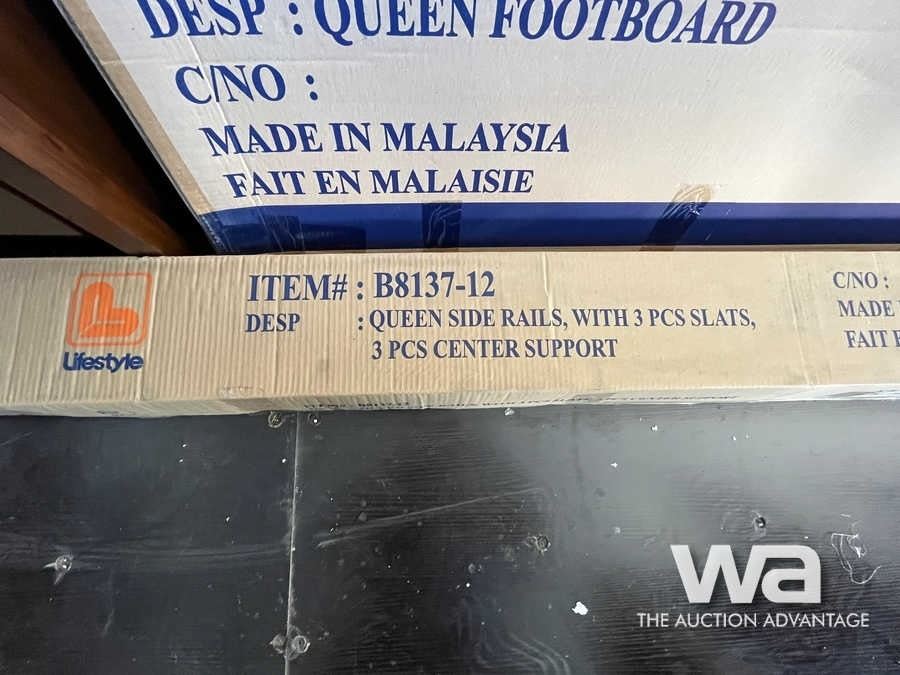 DESP : QUEEN FOOTBOARD
C/NO :
MADE IN MALAYSIA
FAIT EN MALAISIE
Lifestyle
ITEM# : B8137-12
DESP : QUEEN SIDE RAILS, WITH 3 PCS SLATS,
3 PCS CENTER SUPPORT
C/NO :
MADE
FAIT
wa
THE AUCTION ADVANTAGE